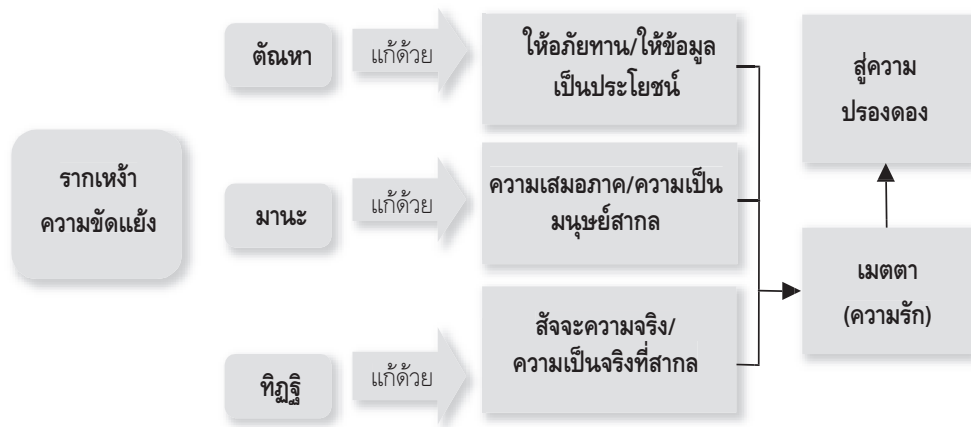 รากเหง้า
ความขัดแย้ง
ตัณหา
แก้ด้วย
ให้อภัยทาน/ให้ข้อมูล
เป็นประโยชน์
มานะ
แก้ด้วย
ความเสมอภาค/ความเป็น
มนุษย์สากล
ทิฏฐิ
แก้ด้วย
สัจจะความจริง/
ความเป็นจริงที่สากล
เมตตา
(ความรัก)
สู่ความ
ปรองดอง